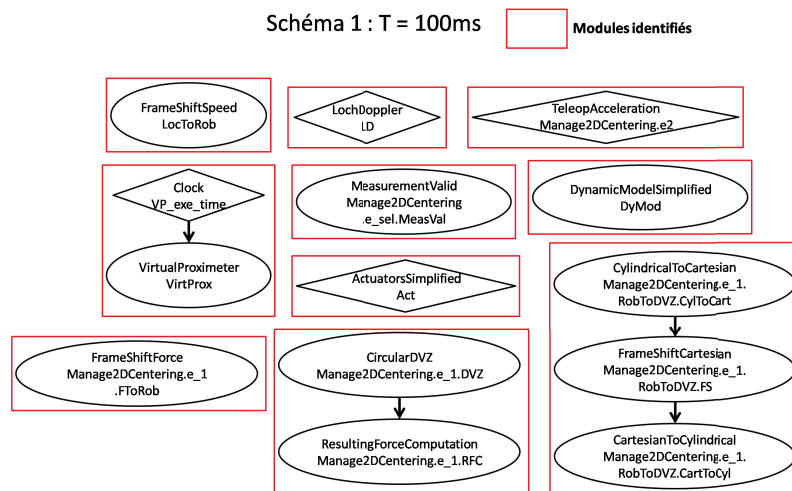 Schéma 1 : T = 100ms
Modules identifiés
FrameShiftSpeed
LocToRob
LochDoppler
LD
TeleopAcceleration
Manage2DCentering.e2
Clock
VP_exe_time
VirtualProximeter
VirtProx
MeasurementValid
Manage2DCentering
.e_sel.MeasVal
DynamicModelSimplified
DyMod
ActuatorsSimplified
Act
CylindricalToCartesian
Manage2DCentering.e_1.
RobToDVZ.CylToCart
FrameShiftCartesian
Manage2DCentering.e_1.
RobToDVZ.FS
CartesianToCylindrical
Manage2DCentering.e_1.
RobToDVZ.CartToCyl
FrameShiftForce
Manage2DCentering.e_1
.FToRob
CircularDVZ
Manage2DCentering.e_1.DVZ
ResultingForceComputation
Manage2DCentering.e_1.RFC